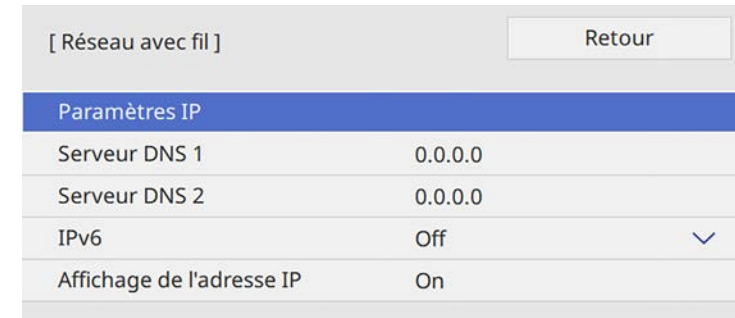 [ Réseau avec fil ] Retour
Paramètres IP
Serveur DNS 1 0.0.0.0
Serveur DNS 2 0.0.0.0
IPv6 Off
Affichage de l'adresse IP On